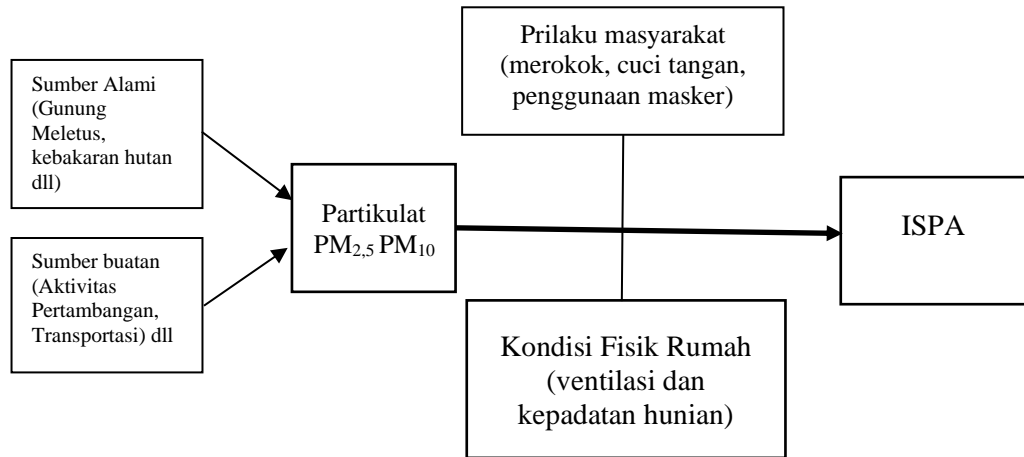 Sumber Alami
(Gunung
Meletus,
kebakaran hutan
dll)
Sumber buatan
(Aktivitas
Pertambangan,
Transportasi) dll
Partikulat
PM2,5 PM10
Prilaku masyarakat
(merokok, cuci tangan,
penggunaan masker)
Kondisi Fisik Rumah
(ventilasi dan
kepadatan hunian)
ISPA